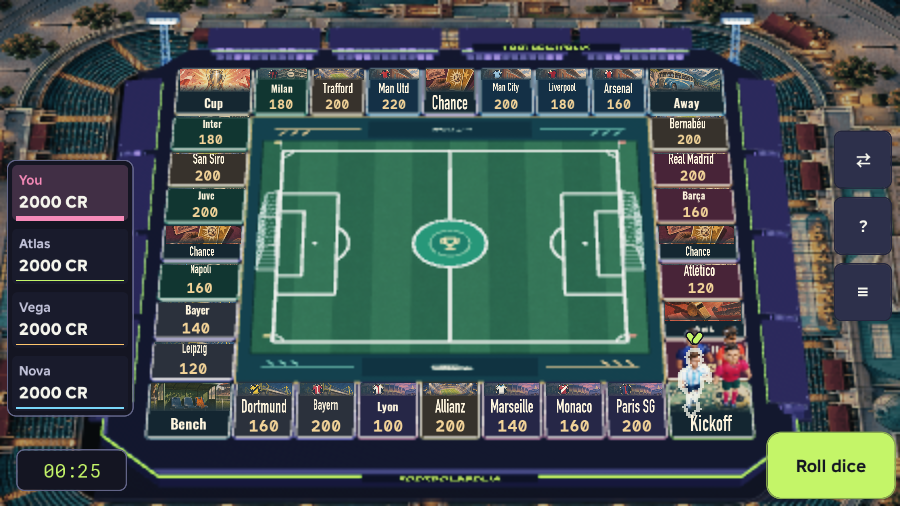 Cup
Milan
180
Trafford
200
Man Utd
220
Chance
Man City
200
Liverpool
180
Arsenal
160
Away
Inter
180
San Siro
200
Juve
200
Chance
Napoli
160
Bayer
140
Leipzig
120
Bernabéu
200
Real Madrid
200
Barça
160
Chance
Atlético
120
Bench
Dortmund
160
Bayern
200
Lyon
100
Allianz
200
Marseille
140
Monaco
160
Paris SG
200
Kickoff
You
2000 CR
Atlas
2000 CR
Vega
2000 CR
Nova
2000 CR
00:25
?
Roll dice